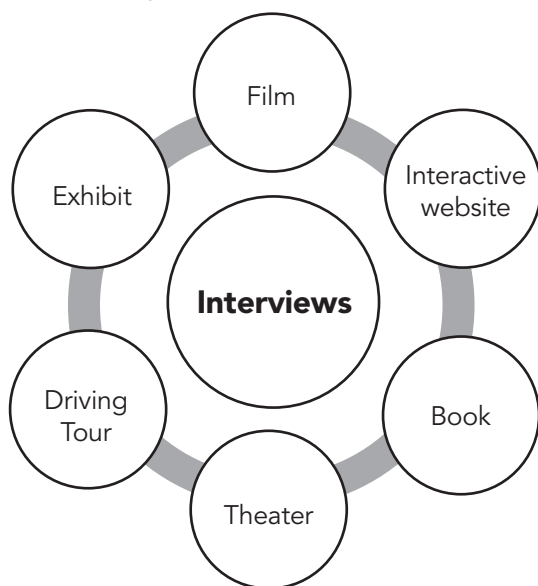 Film
Interactive
website
Exhibit
Interviews
Driving
Tour
Book
Theater